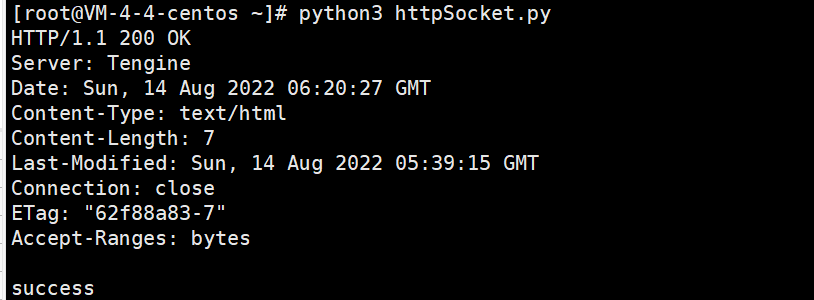 [root@VM-4-4-centos ~]# python3 httpSocket.py
HTTP/1.1 200 OK
Server: Tengine
Date: Sun, 14 Aug 2022 06:20:27 GMT
Content-Type: text/html
Content-Length: 7
Last-Modified: Sun, 14 Aug 2022 05:39:15 GMT
Connection: close
ETag: "62f88a83-7"
Accept-Ranges: bytes

success